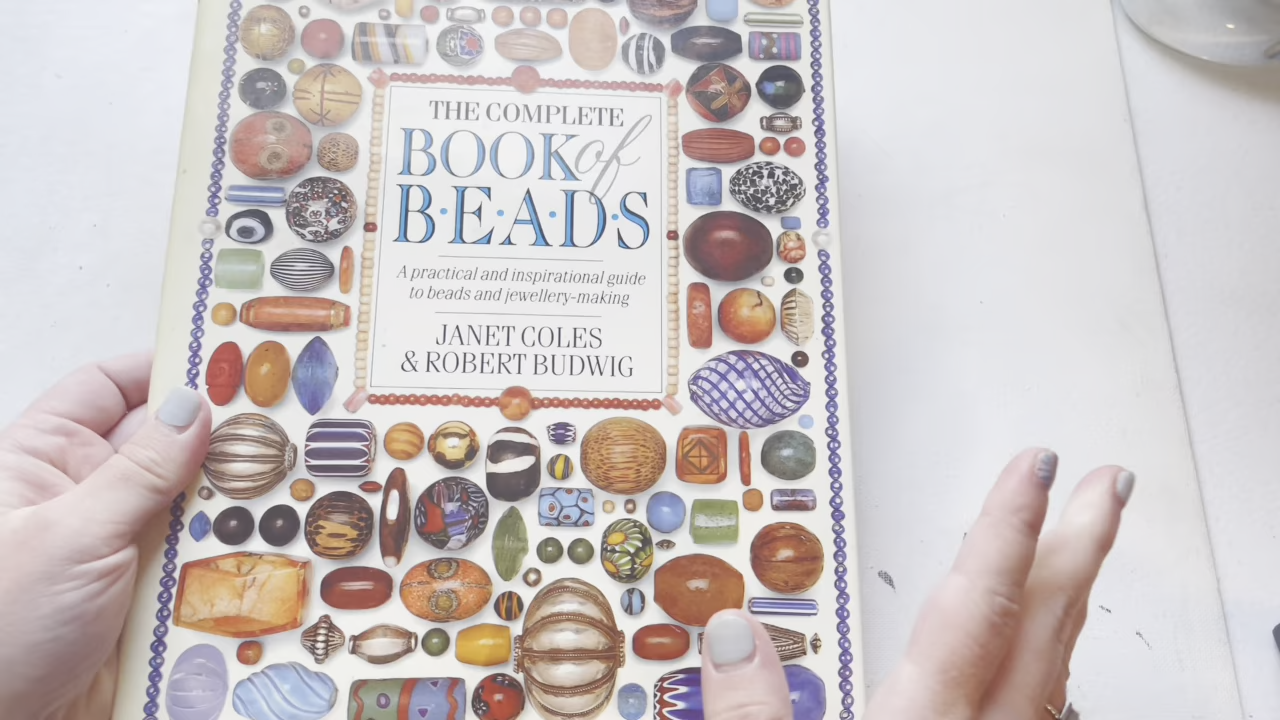 THE COMPLETE
BOOK of
B·E·A·D·S
A practical and inspirational guide
to beads and jewellery-making
JANET COLES
& ROBERT BUDWIG